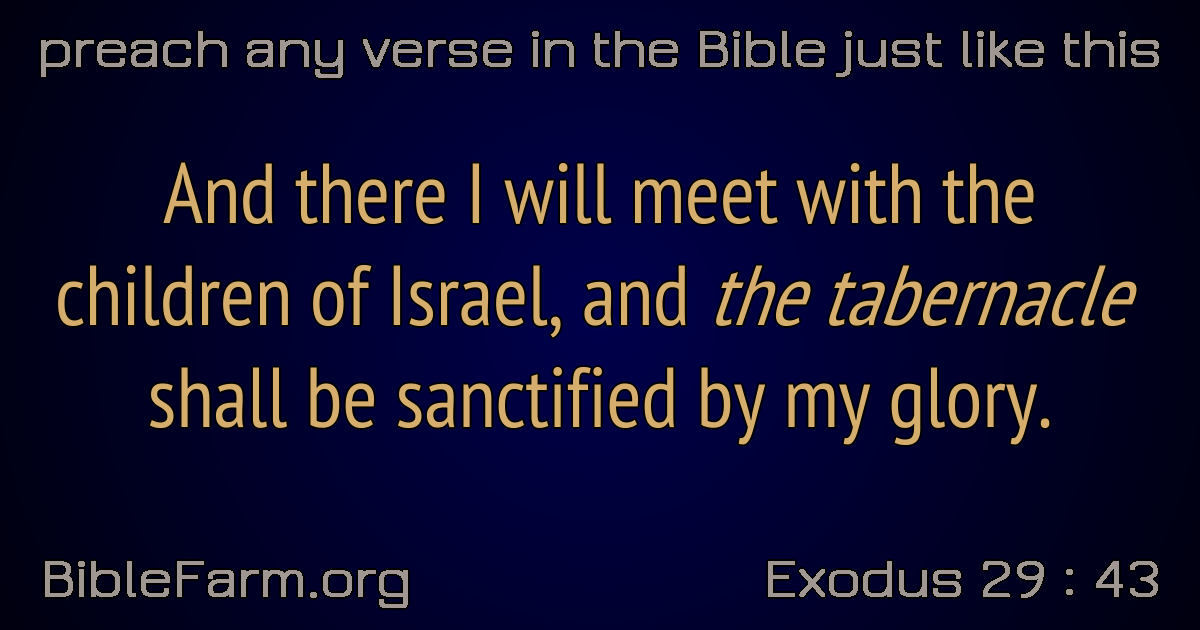 preach any verse in the Bible just like this
And there I will meet with the
children of Israel, and the tabernacle
shall be sanctified by my glory.
BibleFarm.org
Exodus 29 : 43